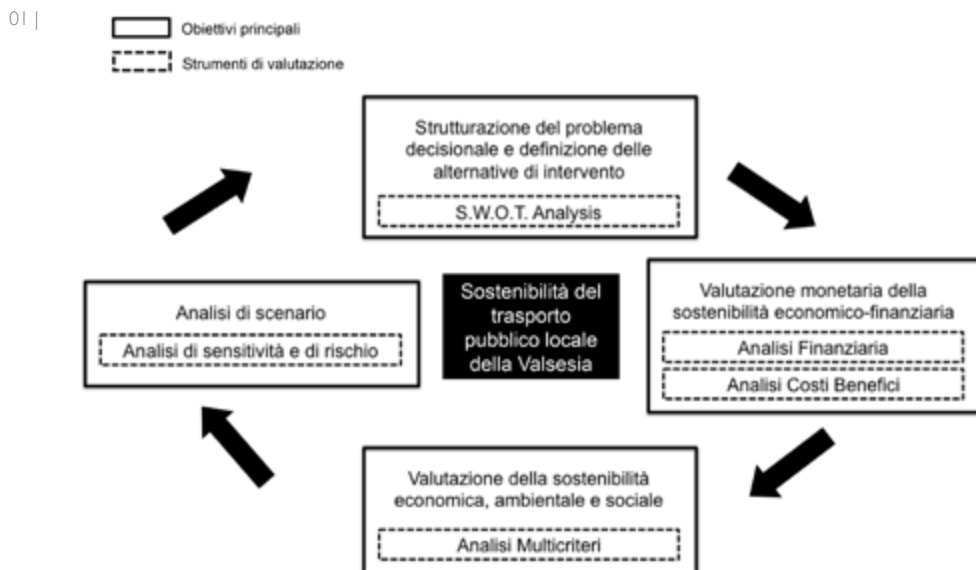 01 |
Obiettivi principali
Strumenti di valutazione
Strutturazione del problema
decisionale e definizione delle
alternative di intervento
S.W.O.T. Analysis
Valutazione monetaria della
sostenibilità economico-finanziaria
Analisi Finanziaria
Analisi Costi Benefici
Valutazione della sostenibilità
economica, ambientale e sociale
Analisi Multicriteri
Analisi di scenario
Analisi di sensitività e di rischio
Sostenibilità del
trasporto
pubblico locale
della Valsesia